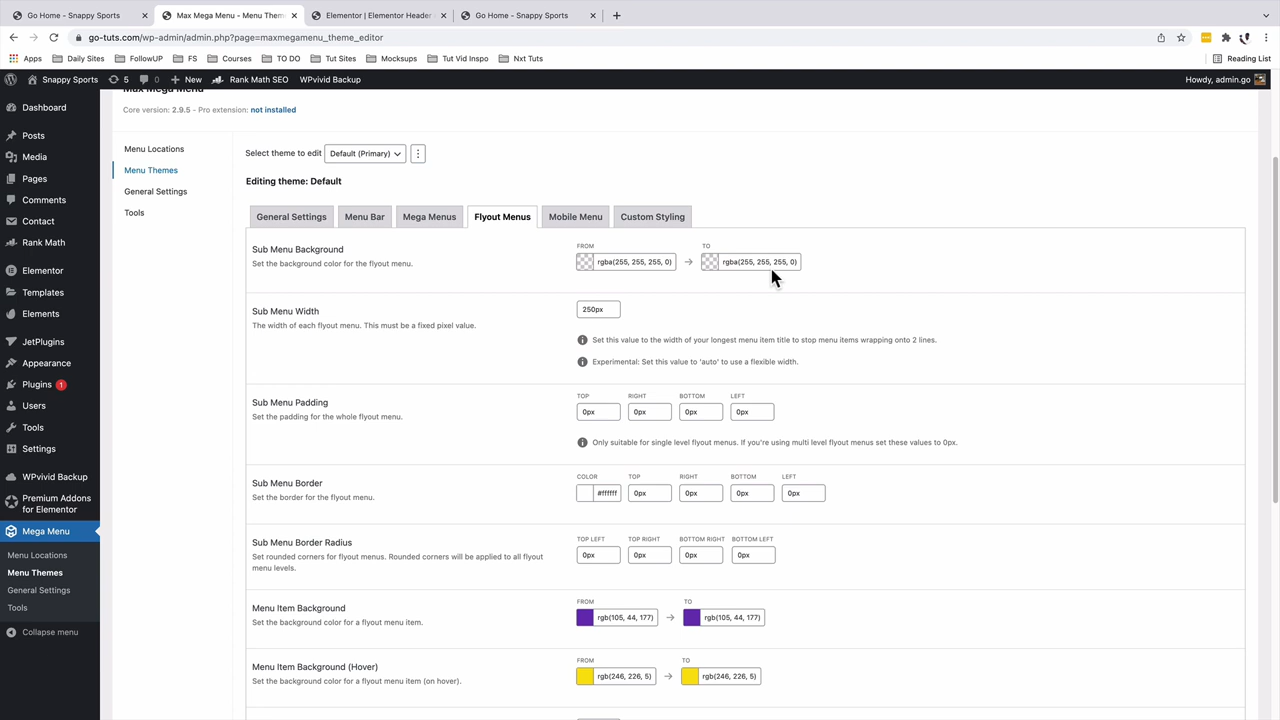 Go Home - Snappy Sports
Max Mega Menu - Menu Them
Elementor | Elementor Header
Go Home - Snappy Sports
go-tuts.com/wp-admin/admin.php?page=maxmegamenu_theme_editor
Apps Daily Sites FollowUP FS Courses TO DO Tut Sites Mocksups Tut Vid Inspo Nxt Tuts Reading List
Snappy Sports 5 0 New Rank Math SEO WPvivid Backup Howdy, admin.go
Dashboard
Posts
Media
Pages
Comments
Contact
Rank Math
Elementor
Templates
Elements
JetPlugins
Appearance
Plugins 1
Users
Tools
Settings
WPvivid Backup
Premium Addons
for Elementor
Mega Menu
Menu Locations
Menu Themes
General Settings
Tools
Collapse menu
Max Mega Menu
Core version: 2.9.5 - Pro extension: not installed
Menu Locations
Menu Themes
General Settings
Tools
Select theme to edit Default (Primary)
Editing theme: Default
General Settings Menu Bar Mega Menus Flyout Menus Mobile Menu Custom Styling
Sub Menu Background
Set the background color for the flyout menu.
FROM TO
rgba(255, 255, 255, 0) → rgba(255, 255, 255, 0)
Sub Menu Width
The width of each flyout menu. This must be a fixed pixel value.
250px
Set this value to the width of your longest menu item title to stop menu items wrapping onto 2 lines.
Experimental: Set this value to 'auto' to use a flexible width.
Sub Menu Padding
Set the padding for the whole flyout menu.
TOP RIGHT BOTTOM LEFT
0px 0px 0px 0px
Only suitable for single level flyout menus. If you're using multi level flyout menus set these values to 0px.
Sub Menu Border
Set the border for the flyout menu.
COLOR TOP RIGHT BOTTOM LEFT
#ffffff 0px 0px 0px 0px
Sub Menu Border Radius
Set rounded corners for flyout menus. Rounded corners will be applied to all flyout
menu levels.
TOP LEFT TOP RIGHT BOTTOM RIGHT BOTTOM LEFT
0px 0px 0px 0px
Menu Item Background
Set the background color for a flyout menu item.
FROM TO
rgb(105, 44, 177) → rgb(105, 44, 177)
Menu Item Background (Hover)
Set the background color for a flyout menu item (on hover).
FROM TO
rgb(246, 226, 5) → rgb(246, 226, 5)